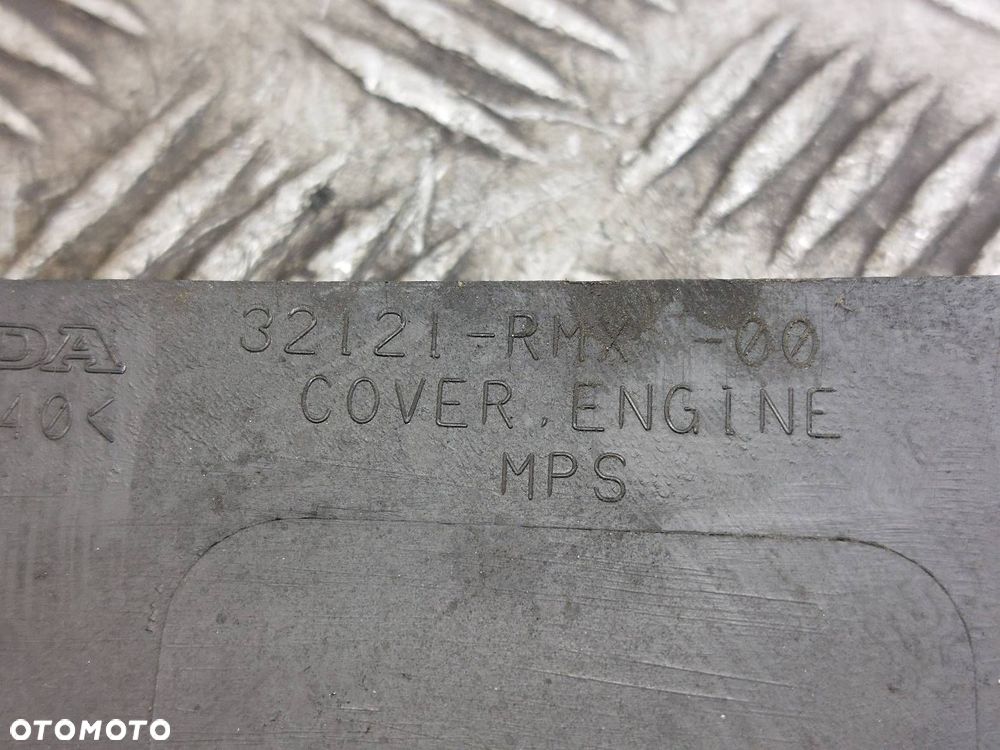 DA
32121-RMX -00
40<
COVER, ENGINE
MPS
OTOMOTO